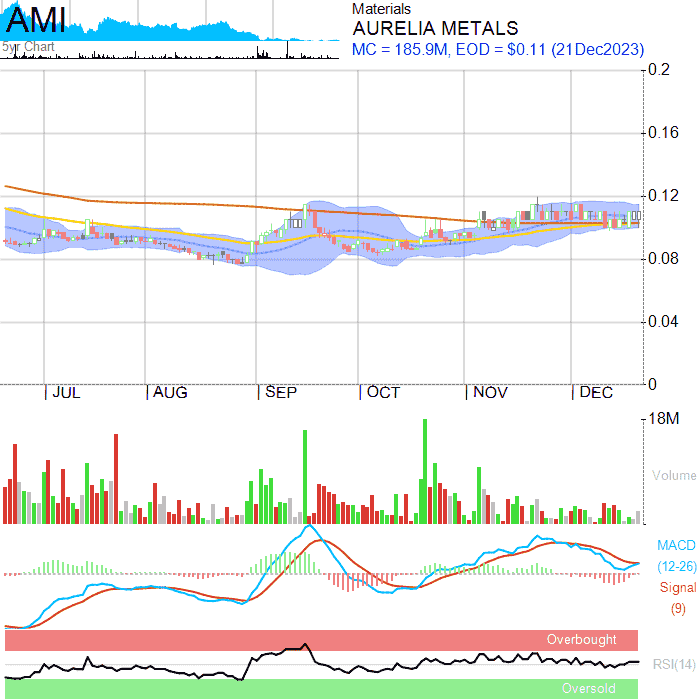 AMI
5yr Chart
Materials
AURELIA METALS
MC = 185.9M, EOD = $0.11 (21Dec2023)
0.2
0.16
0.12
0.08
0.04
0
JUL AUG SEP OCT NOV DEC
18M
Volume
MACD
(12-26)
Signal
(9)
Overbought
RSI(14)
Oversold